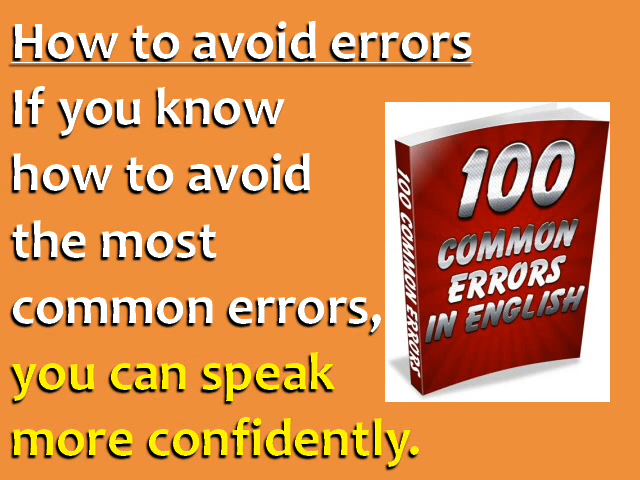 How to avoid errors
If you know
how to avoid
the most
common errors,
you can speak
more confidently.
100
COMMON
ERRORS
IN ENGLISH
100 COMMON ERRORS